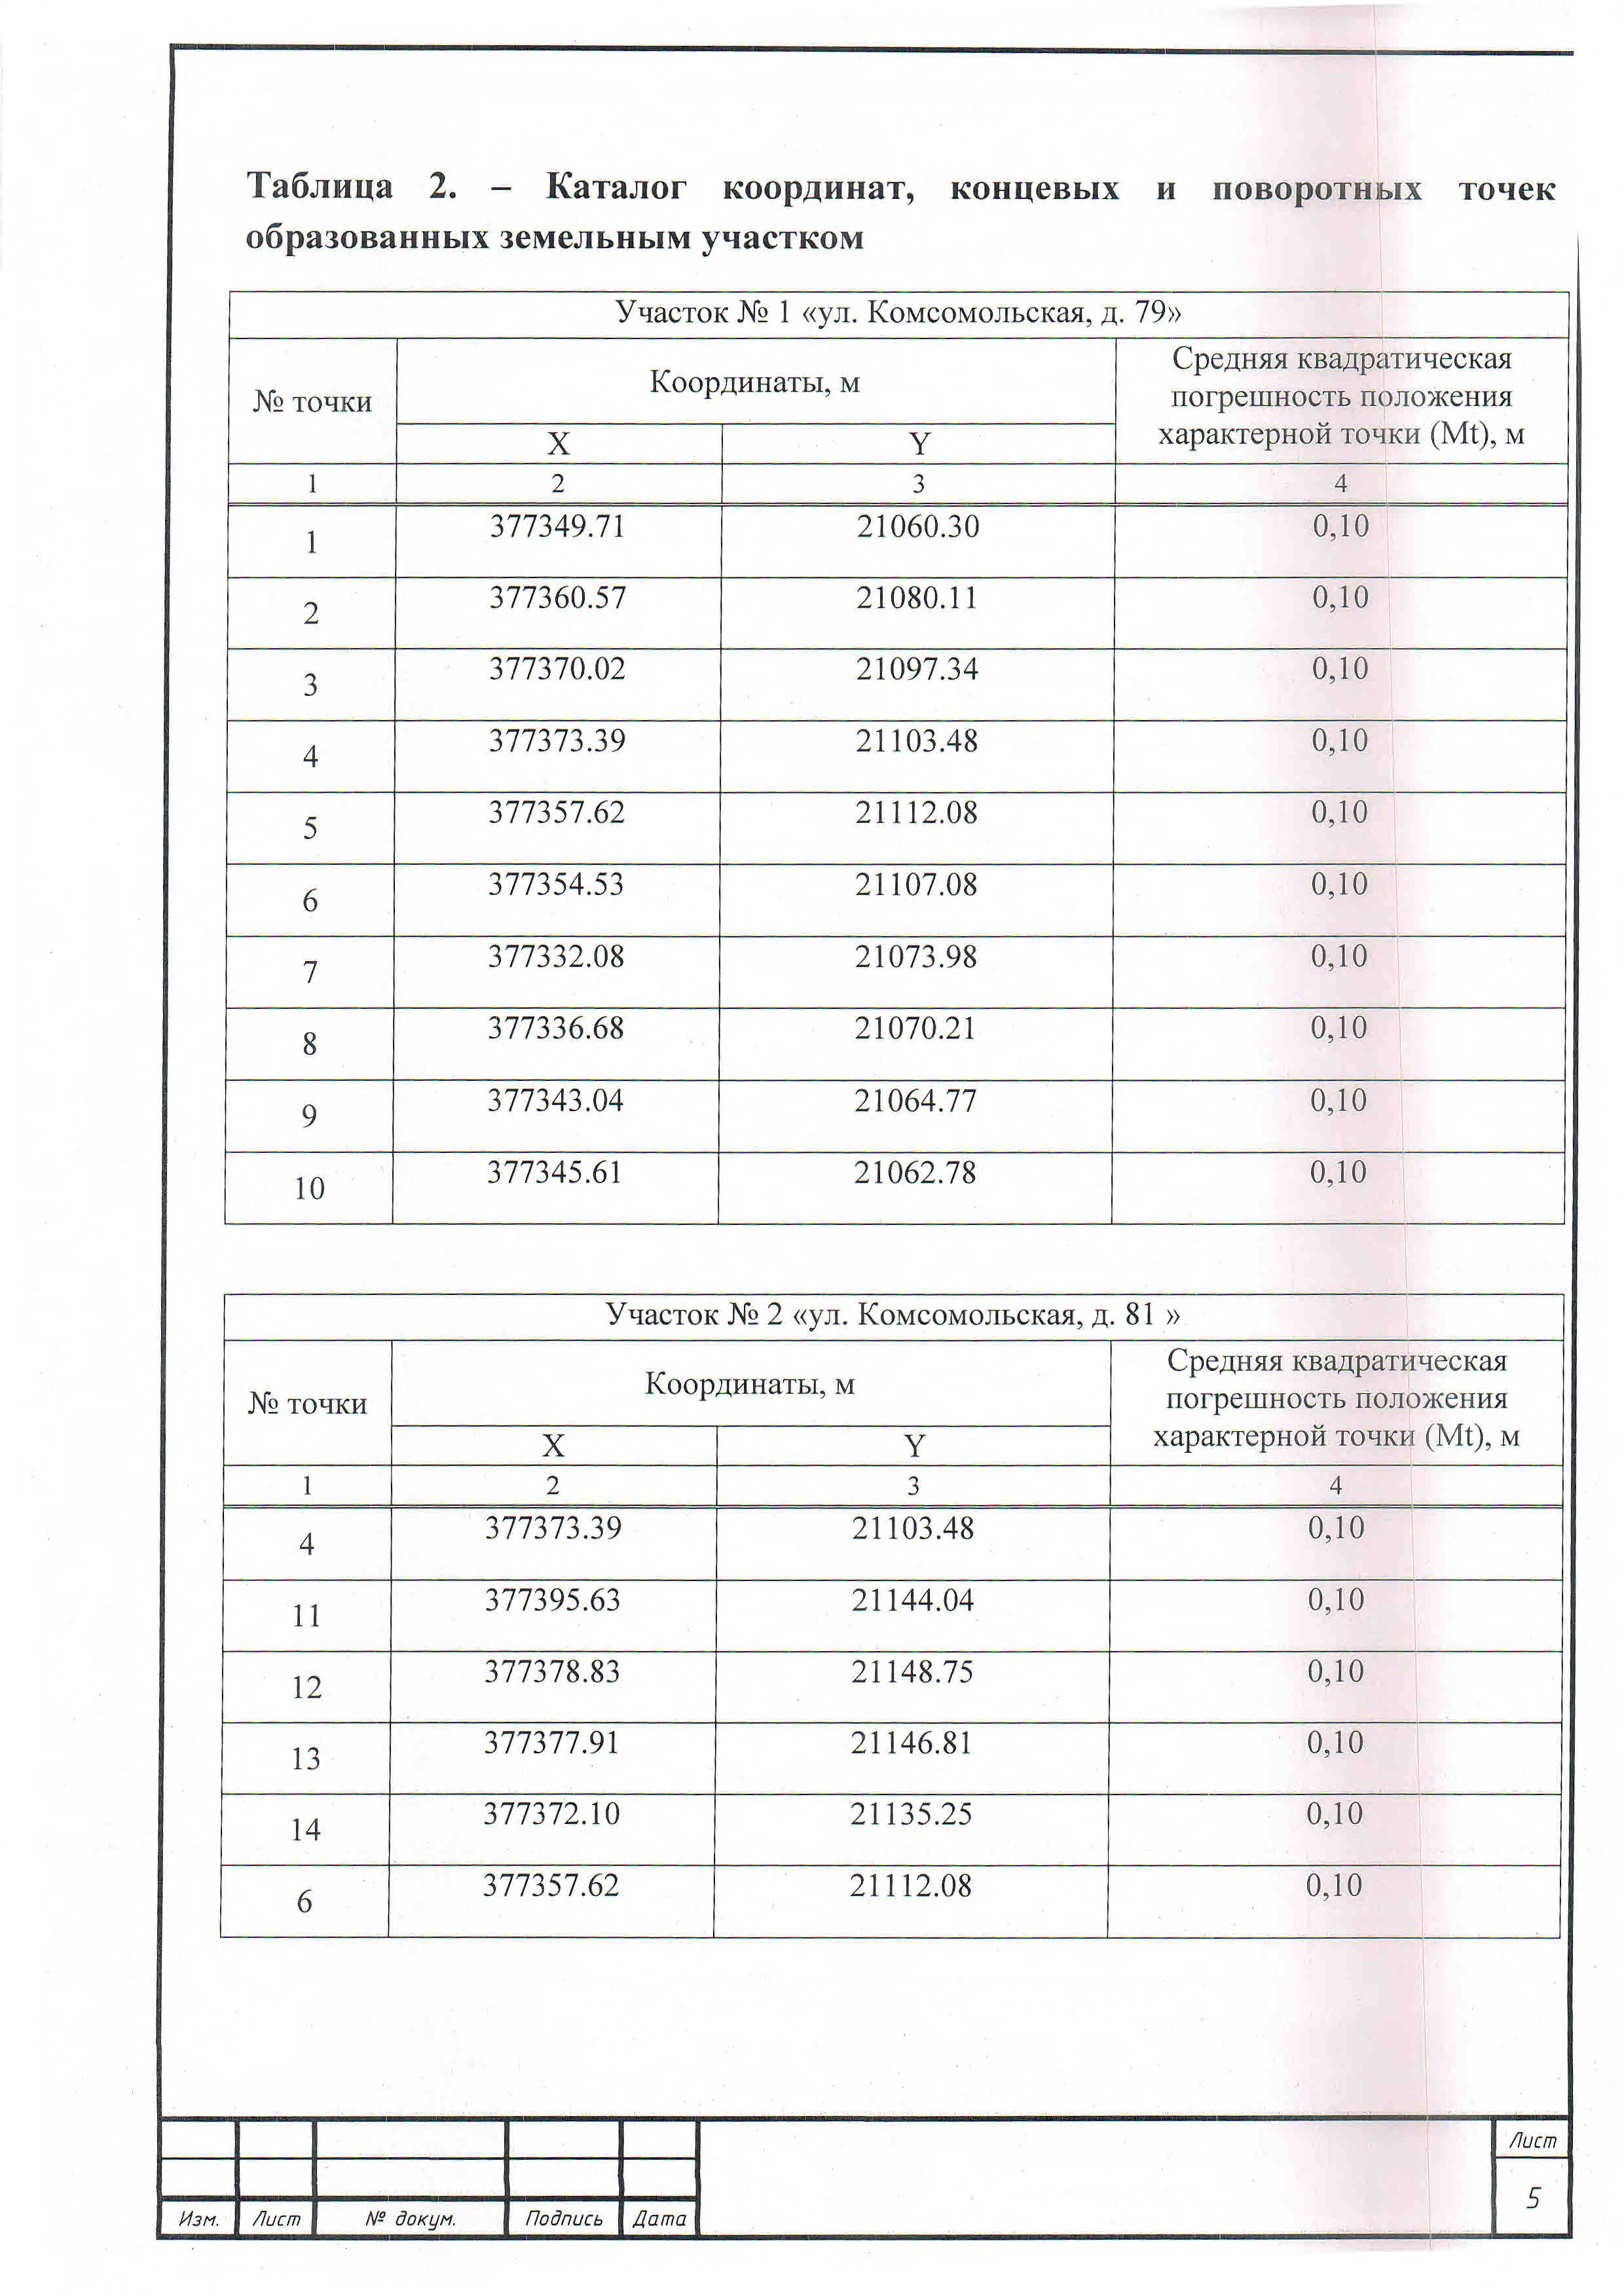 Таблица 2. – Каталог координат, концевых и поворотных точек
образованных земельным участком
Участок № 1 «ул. Комсомольская, д. 79»
№ точки
Координаты, м
Средняя квадратическая
погрешность положения
характерной точки (Mt), м
X Y
1 2 3 4
1 377349.71 21060.30 0,10
2 377360.57 21080.11 0,10
3 377370.02 21097.34 0,10
4 377373.39 21103.48 0,10
5 377357.62 21112.08 0,10
6 377354.53 21107.08 0,10
7 377332.08 21073.98 0,10
8 377336.68 21070.21 0,10
9 377343.04 21064.77 0,10
10 377345.61 21062.78 0,10
Участок № 2 «ул. Комсомольская, д. 81 »
№ точки
Координаты, м
Средняя квадратическая
погрешность положения
характерной точки (Mt), м
X Y
1 2 3 4
4 377373.39 21103.48 0,10
11 377395.63 21144.04 0,10
12 377378.83 21148.75 0,10
13 377377.91 21146.81 0,10
14 377372.10 21135.25 0,10
6 377357.62 21112.08 0,10
Лист
5
Изм. Лист № докум. Подпись Дата